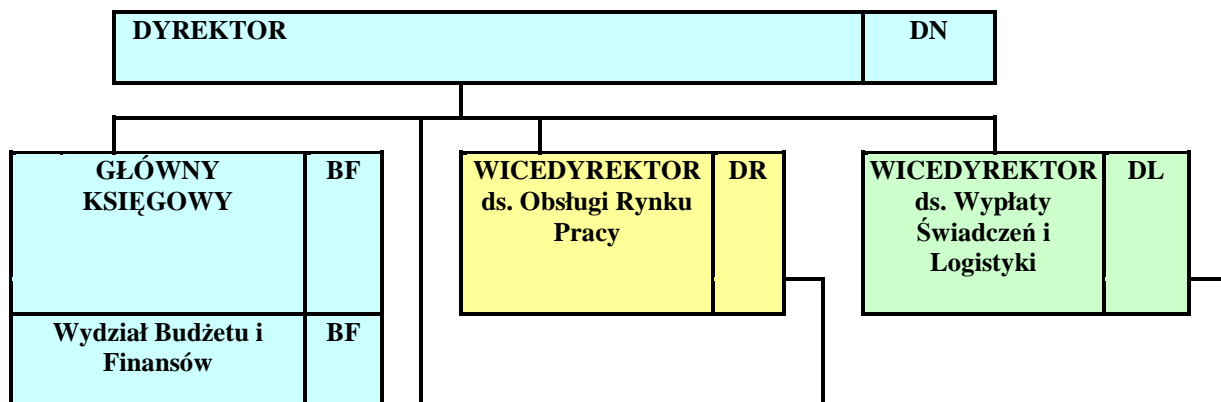 DYREKTOR DN
GŁÓWNY BF
KSIĘGOWY
WICEDYREKTOR DR
ds. Obsługi Rynku
Pracy
WICEDYREKTOR DL
ds. Wypłaty
Świadczeń i
Logistyki
Wydział Budżetu i BF
Finansów